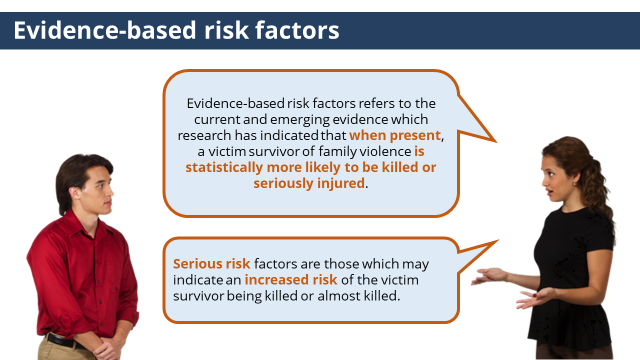 Evidence-based risk factors
Evidence-based risk factors refers to the
current and emerging evidence which
research has indicated that when present,
a victim survivor of family violence is
statistically more likely to be killed or
seriously injured.
Serious risk factors are those which may
indicate an increased risk of the victim
survivor being killed or almost killed.